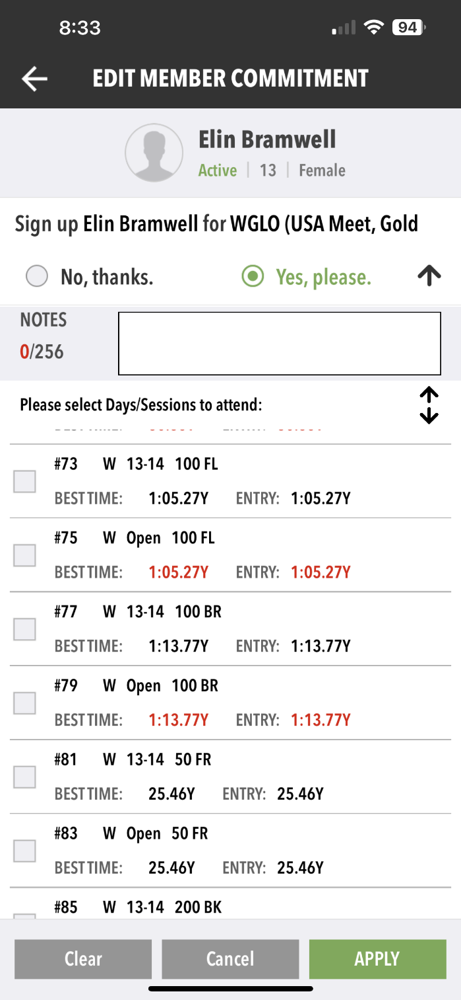 8:33
94
EDIT MEMBER COMMITMENT
Elin Bramwell
Active | 13 | Female
Sign up Elin Bramwell for WGLO (USA Meet, Gold
No, thanks. Yes, please.
NOTES
0/256
Please select Days/Sessions to attend:
#73 W 13-14 100 FL
BEST TIME: 1:05.27Y ENTRY: 1:05.27Y
#75 W Open 100 FL
BEST TIME: 1:05.27Y ENTRY: 1:05.27Y
#77 W 13-14 100 BR
BEST TIME: 1:13.77Y ENTRY: 1:13.77Y
#79 W Open 100 BR
BEST TIME: 1:13.77Y ENTRY: 1:13.77Y
#81 W 13-14 50 FR
BEST TIME: 25.46Y ENTRY: 25.46Y
#83 W Open 50 FR
BEST TIME: 25.46Y ENTRY: 25.46Y
#85 W 13-14 200 BK
Clear Cancel APPLY